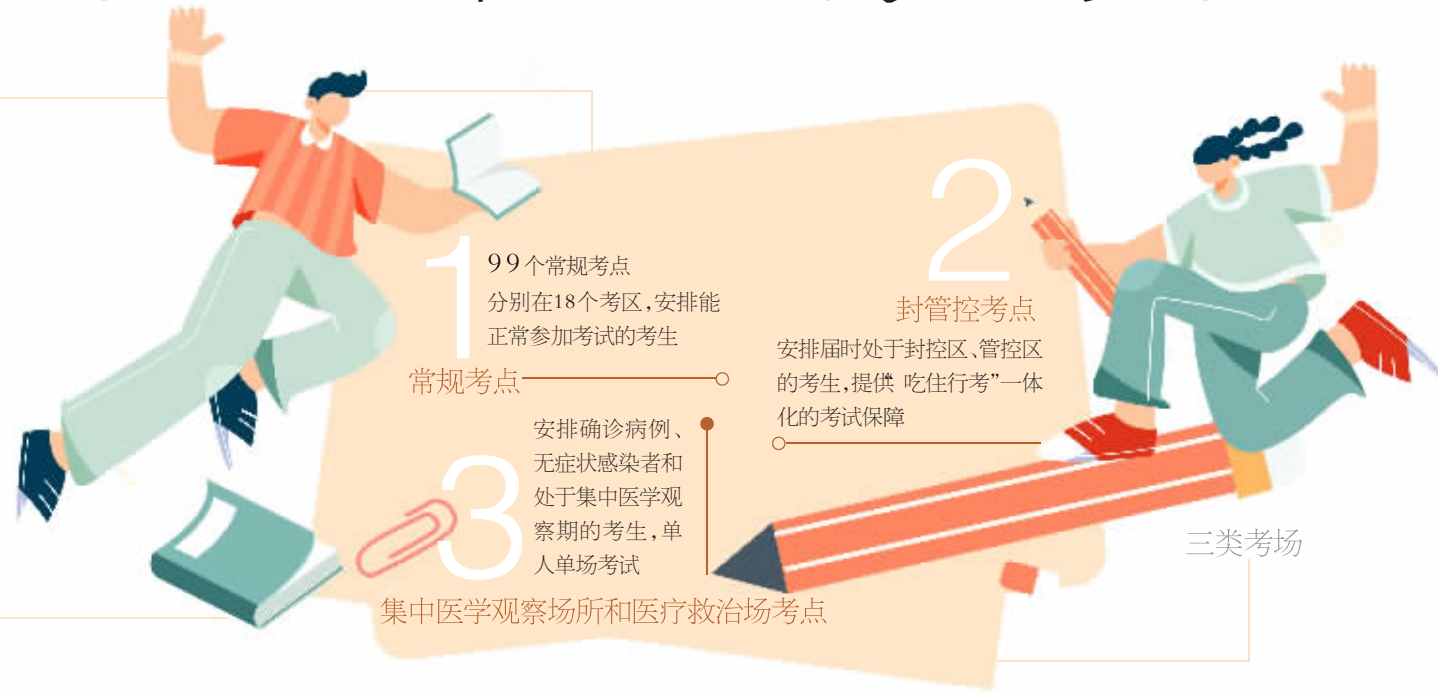 1
99个常规考点
分别在18个考区,安排能
正常参加考试的考生
常规考点
2
封管控考点
安排届时处于封控区、管控区
的考生,提供“吃住行考”一体
化的考试保障
3
安排确诊病例、
无症状感染者和
处于集中医学观
察期的考生,单
人单场考试
集中医学观察场所和医疗救治场考点
三类考场